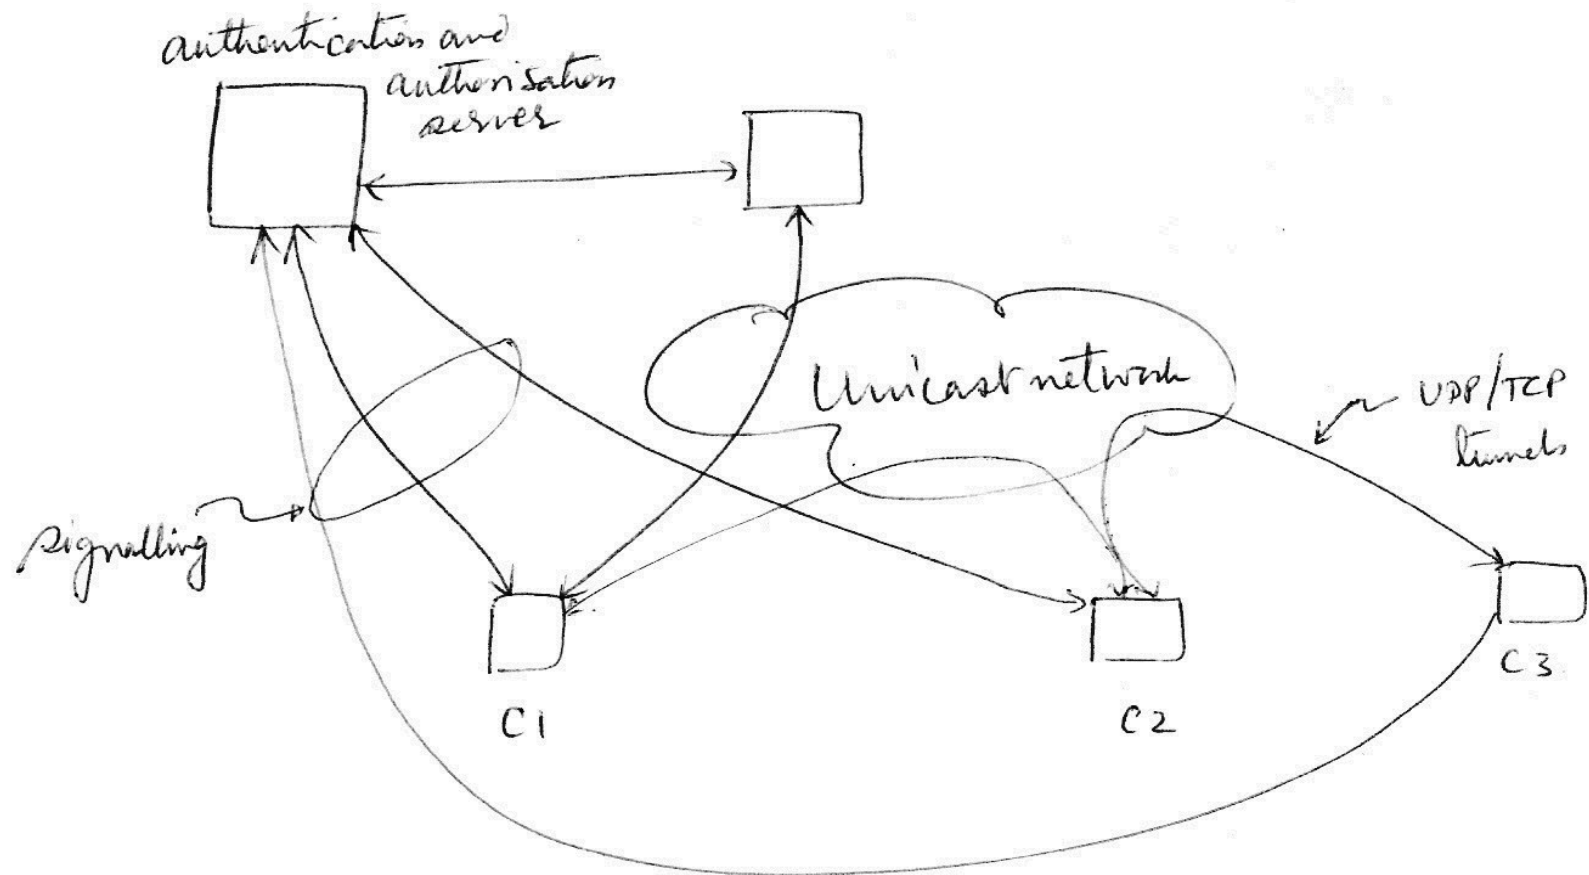 authentication and
authorisation
server
Unicast network
UDP/TCP
tunnels
signalling
C1
C2
C3